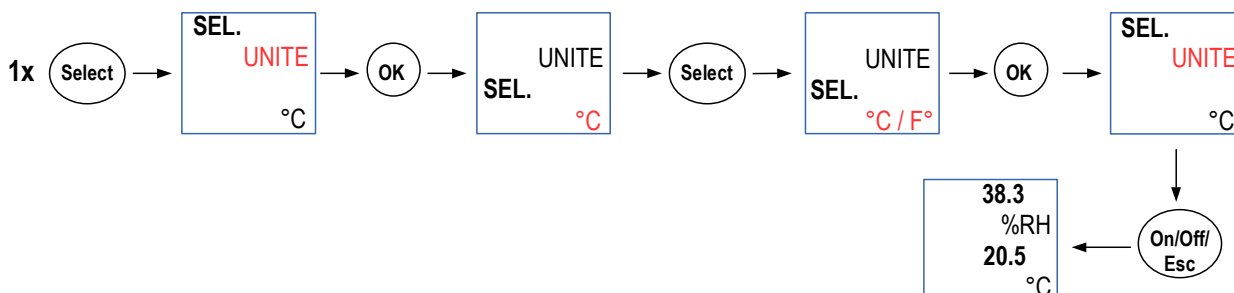 1x
Select
SEL.
UNITE
°C
OK
UNITE
SEL.
°C
Select
UNITE
SEL.
°C / F°
OK
SEL.
UNITE
°C
On/Off/
Esc
38.3
%RH
20.5
°C